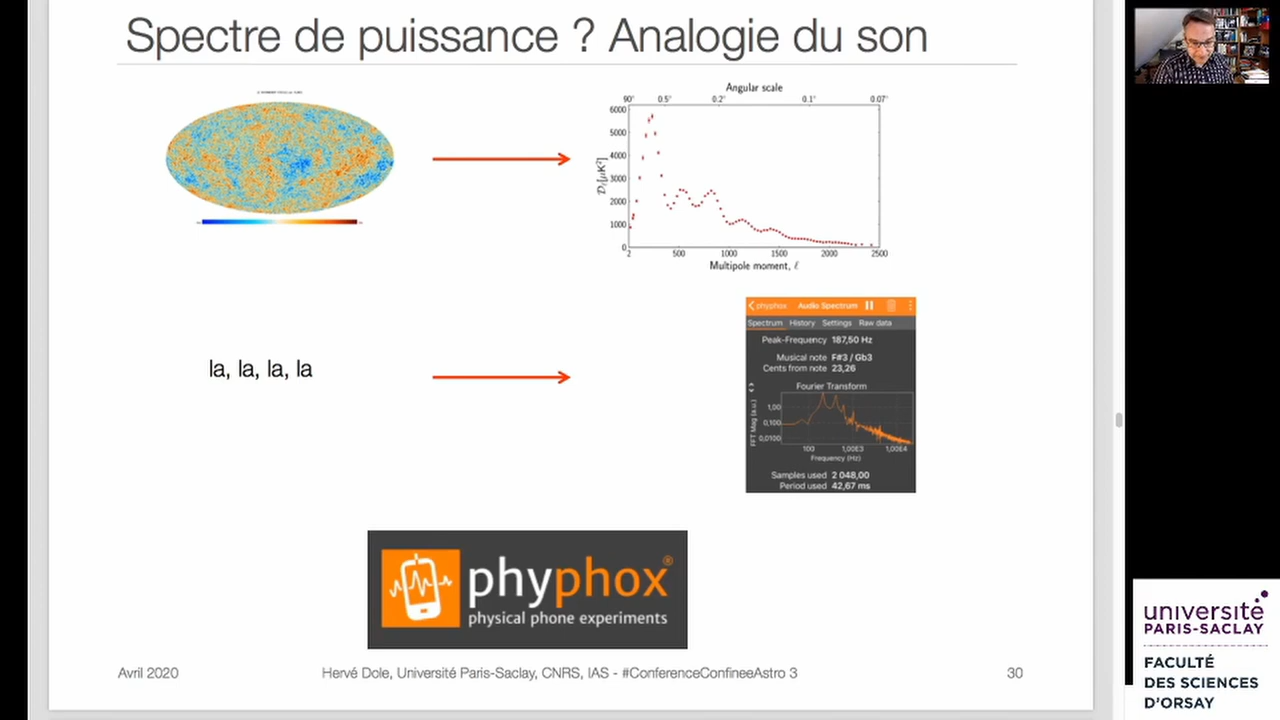 Spectre de puissance ? Analogie du son
Angular scale
90° 0.5° 0.2° 0.1° 0.07°
6000
5000
4000
3000
2000
1000
0
2 500 1000 1500 2000 2500
Multipole moment, ℓ
la, la, la, la
phyphox Audio Spectrum
Spectrum History Settings Raw data
Peak-Frequency 187,50 Hz
Musical note F#3 / Gb3
Cents from note 23,26
Fourier Transform
FFT Mag (a.u.)
1,00
0,100
0,0100
100 1,00E3 1,00E4
Frequency (Hz)
Samples used 2 048,00
Period used 42,67 ms
phyphox®
physical phone experiments
Avril 2020 Hervé Dole, Université Paris-Saclay, CNRS, IAS - #ConferenceConfineeAstro 3 30
université
PARIS-SACLAY
FACULTÉ
DES SCIENCES
D'ORSAY